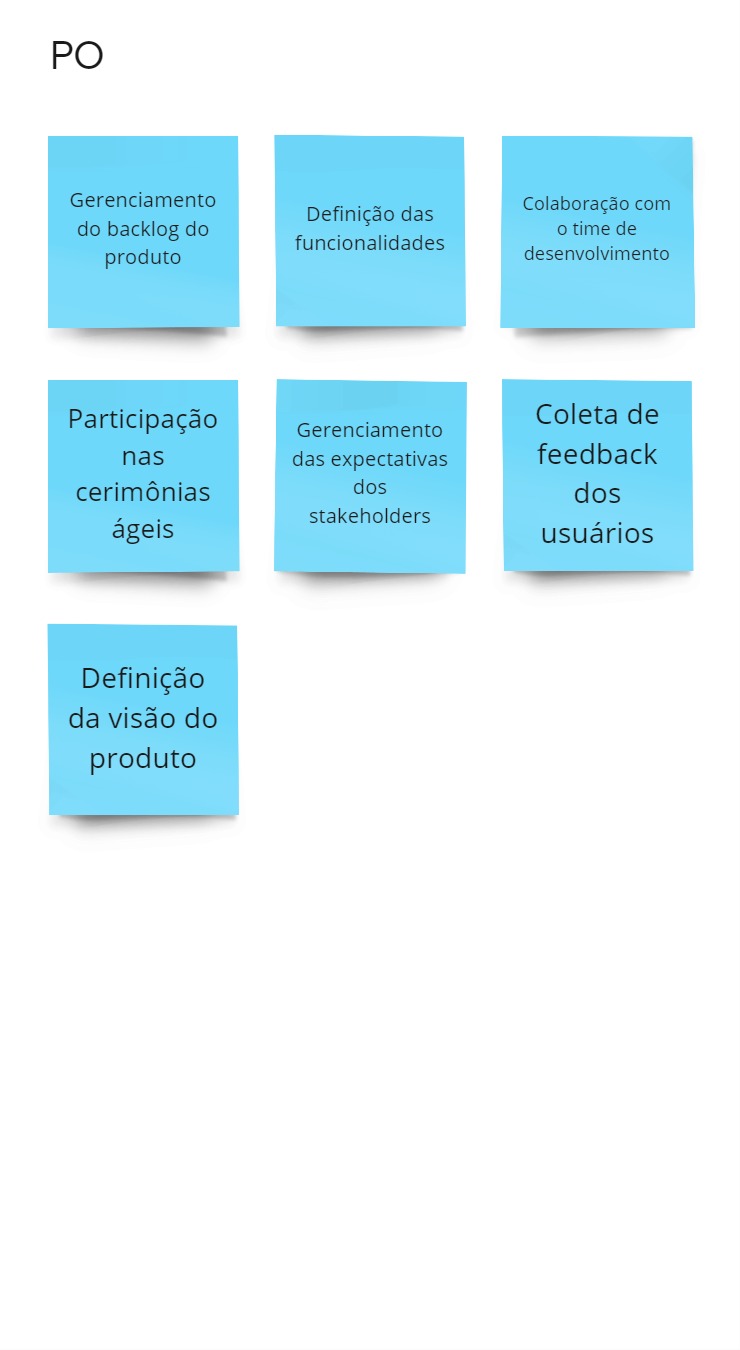 PO
Gerenciamento
do backlog do
produto
Definição das
funcionalidades
Colaboração com
o time de
desenvolvimento
Participação
nas
cerimônias
ágeis
Gerenciamento
das expectativas
dos
stakeholders
Coleta de
feedback
dos
usuários
Definição
da visão do
produto